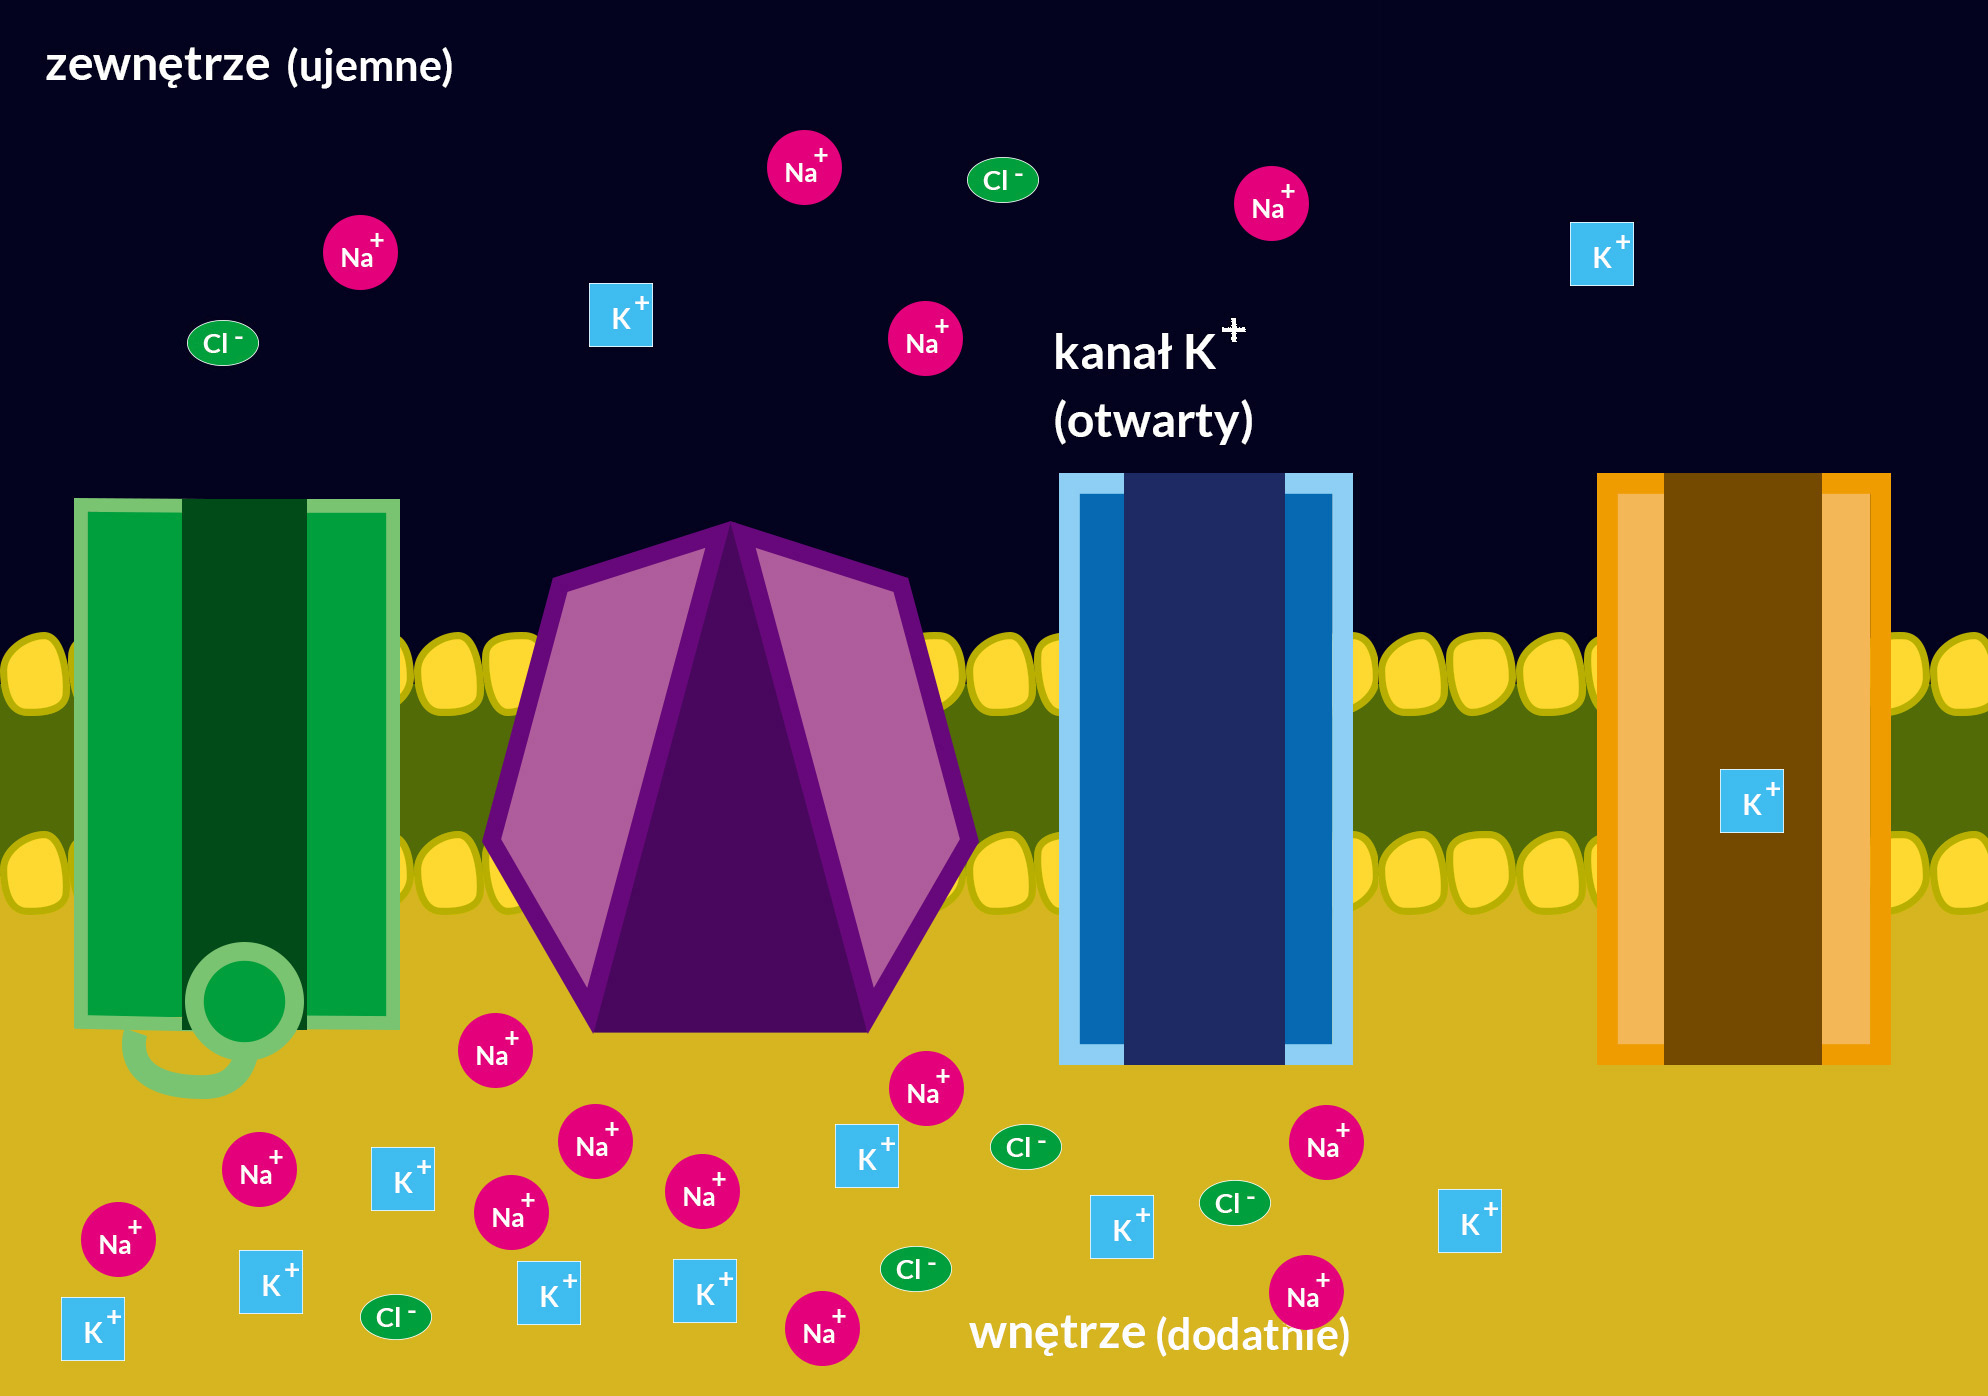 zewnętrze (ujemne)
Na+
Cl-
Na+
Na+
K+
K+
Na+
Cl-
kanał K+
(otwarty)
K+
Na+
Na+
Na+
Na+
K+
Cl-
Na+
K+
Na+
Na+
Cl-
K+
K+
Na+
K+
Cl-
K+
K+
Na+
K+
Cl-
Na+
wnętrze (dodatnie)